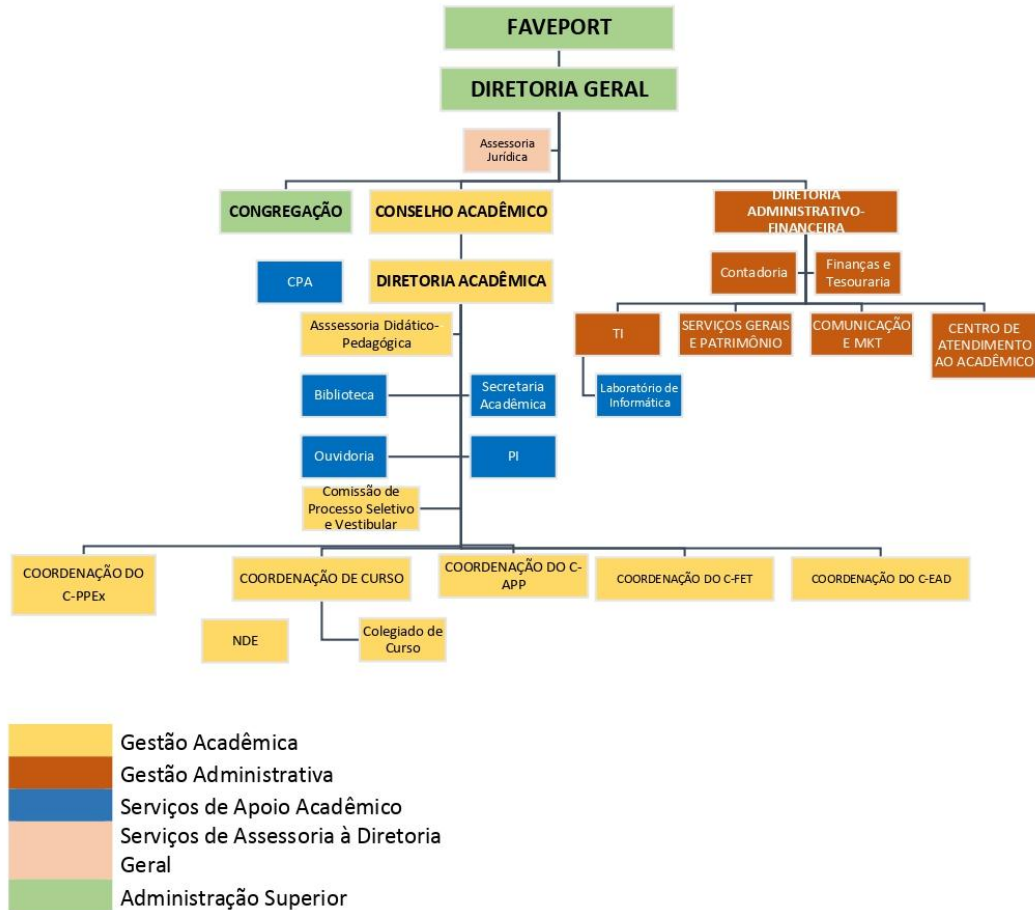 FAVEPORT
DIRETORIA GERAL
Assessoria
Jurídica
CONGREGAÇÃO
CONSELHO ACADÊMICO
DIRETORIA
ADMINISTRATIVO-
FINANCEIRA
CPA
DIRETORIA ACADÊMICA
Contadoria
Finanças e
Tesouraria
Asssessoria Didático-
Pedagógica
TI
SERVIÇOS GERAIS
E PATRIMÔNIO
COMUNICAÇÃO
E MKT
CENTRO DE
ATENDIMENTO
AO ACADÊMICO
Biblioteca
Secretaria
Acadêmica
Laboratório de
Informática
Ouvidoria
PI
Comissão de
Processo Seletivo
e Vestibular
COORDENAÇÃO DO
C-PPEx
COORDENAÇÃO DE CURSO
COORDENAÇÃO DO C-
APP
COORDENAÇÃO DO C-FET
COORDENAÇÃO DO C-EAD
NDE
Colegiado de
Curso
Gestão Acadêmica
Gestão Administrativa
Serviços de Apoio Acadêmico
Serviços de Assessoria à Diretoria
Geral
Administração Superior